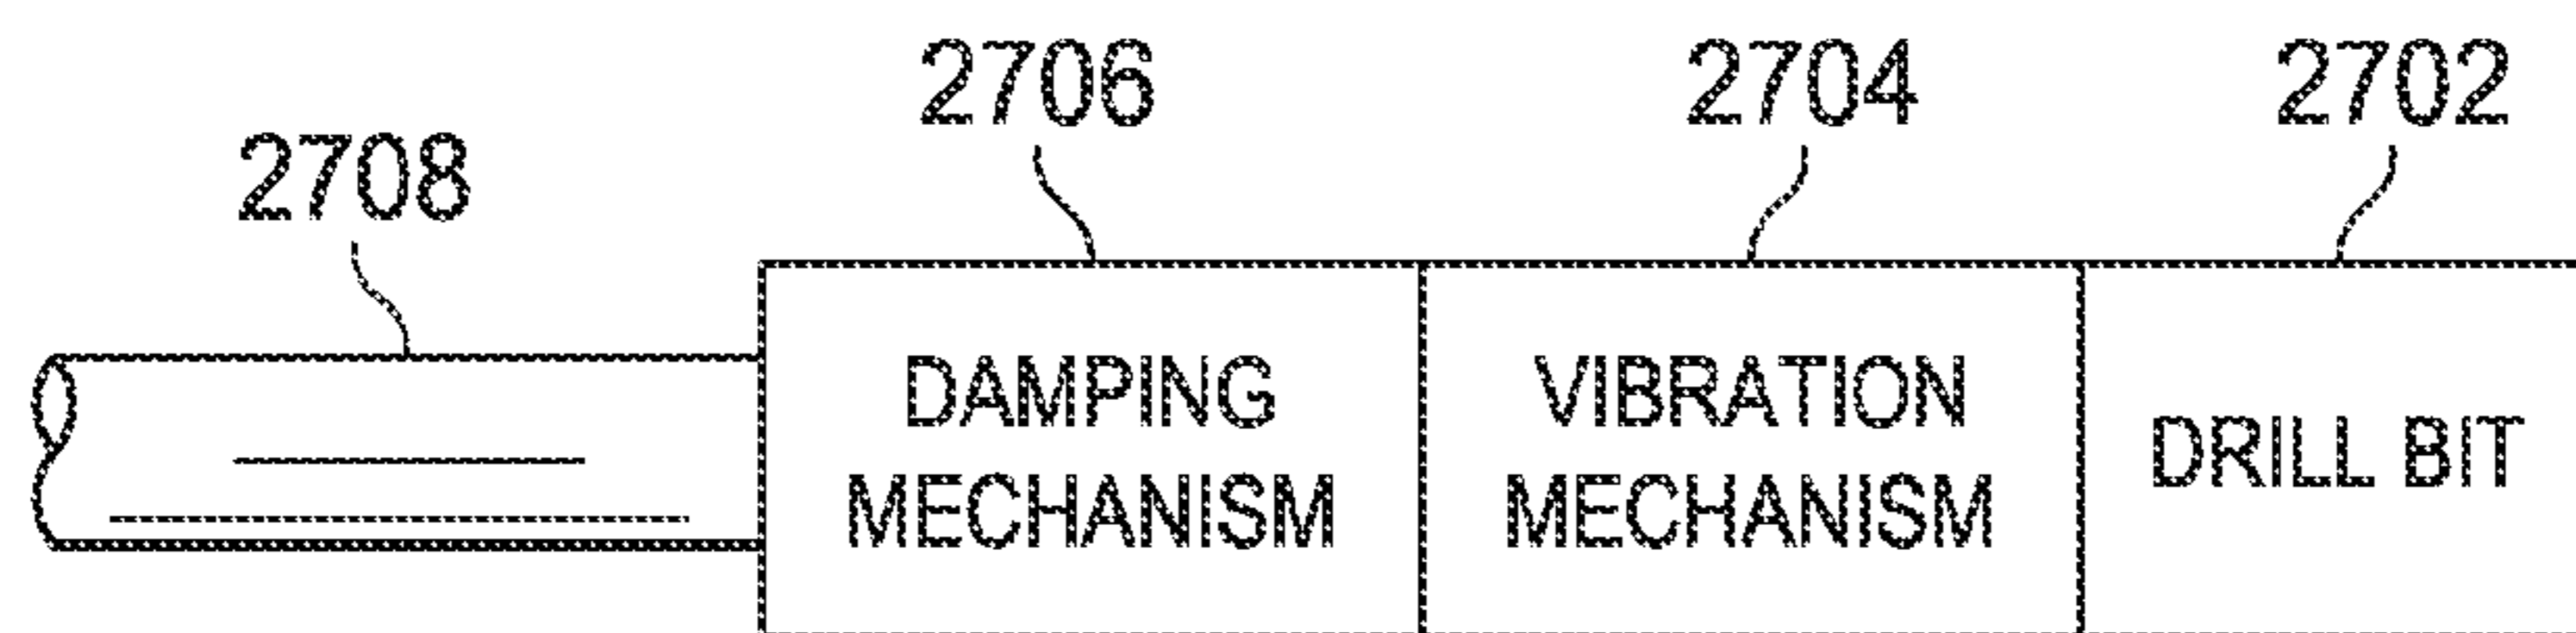 2706
2704
2702
2708
DAMPING
MECHANISM
VIBRATION
MECHANISM
DRILL BIT